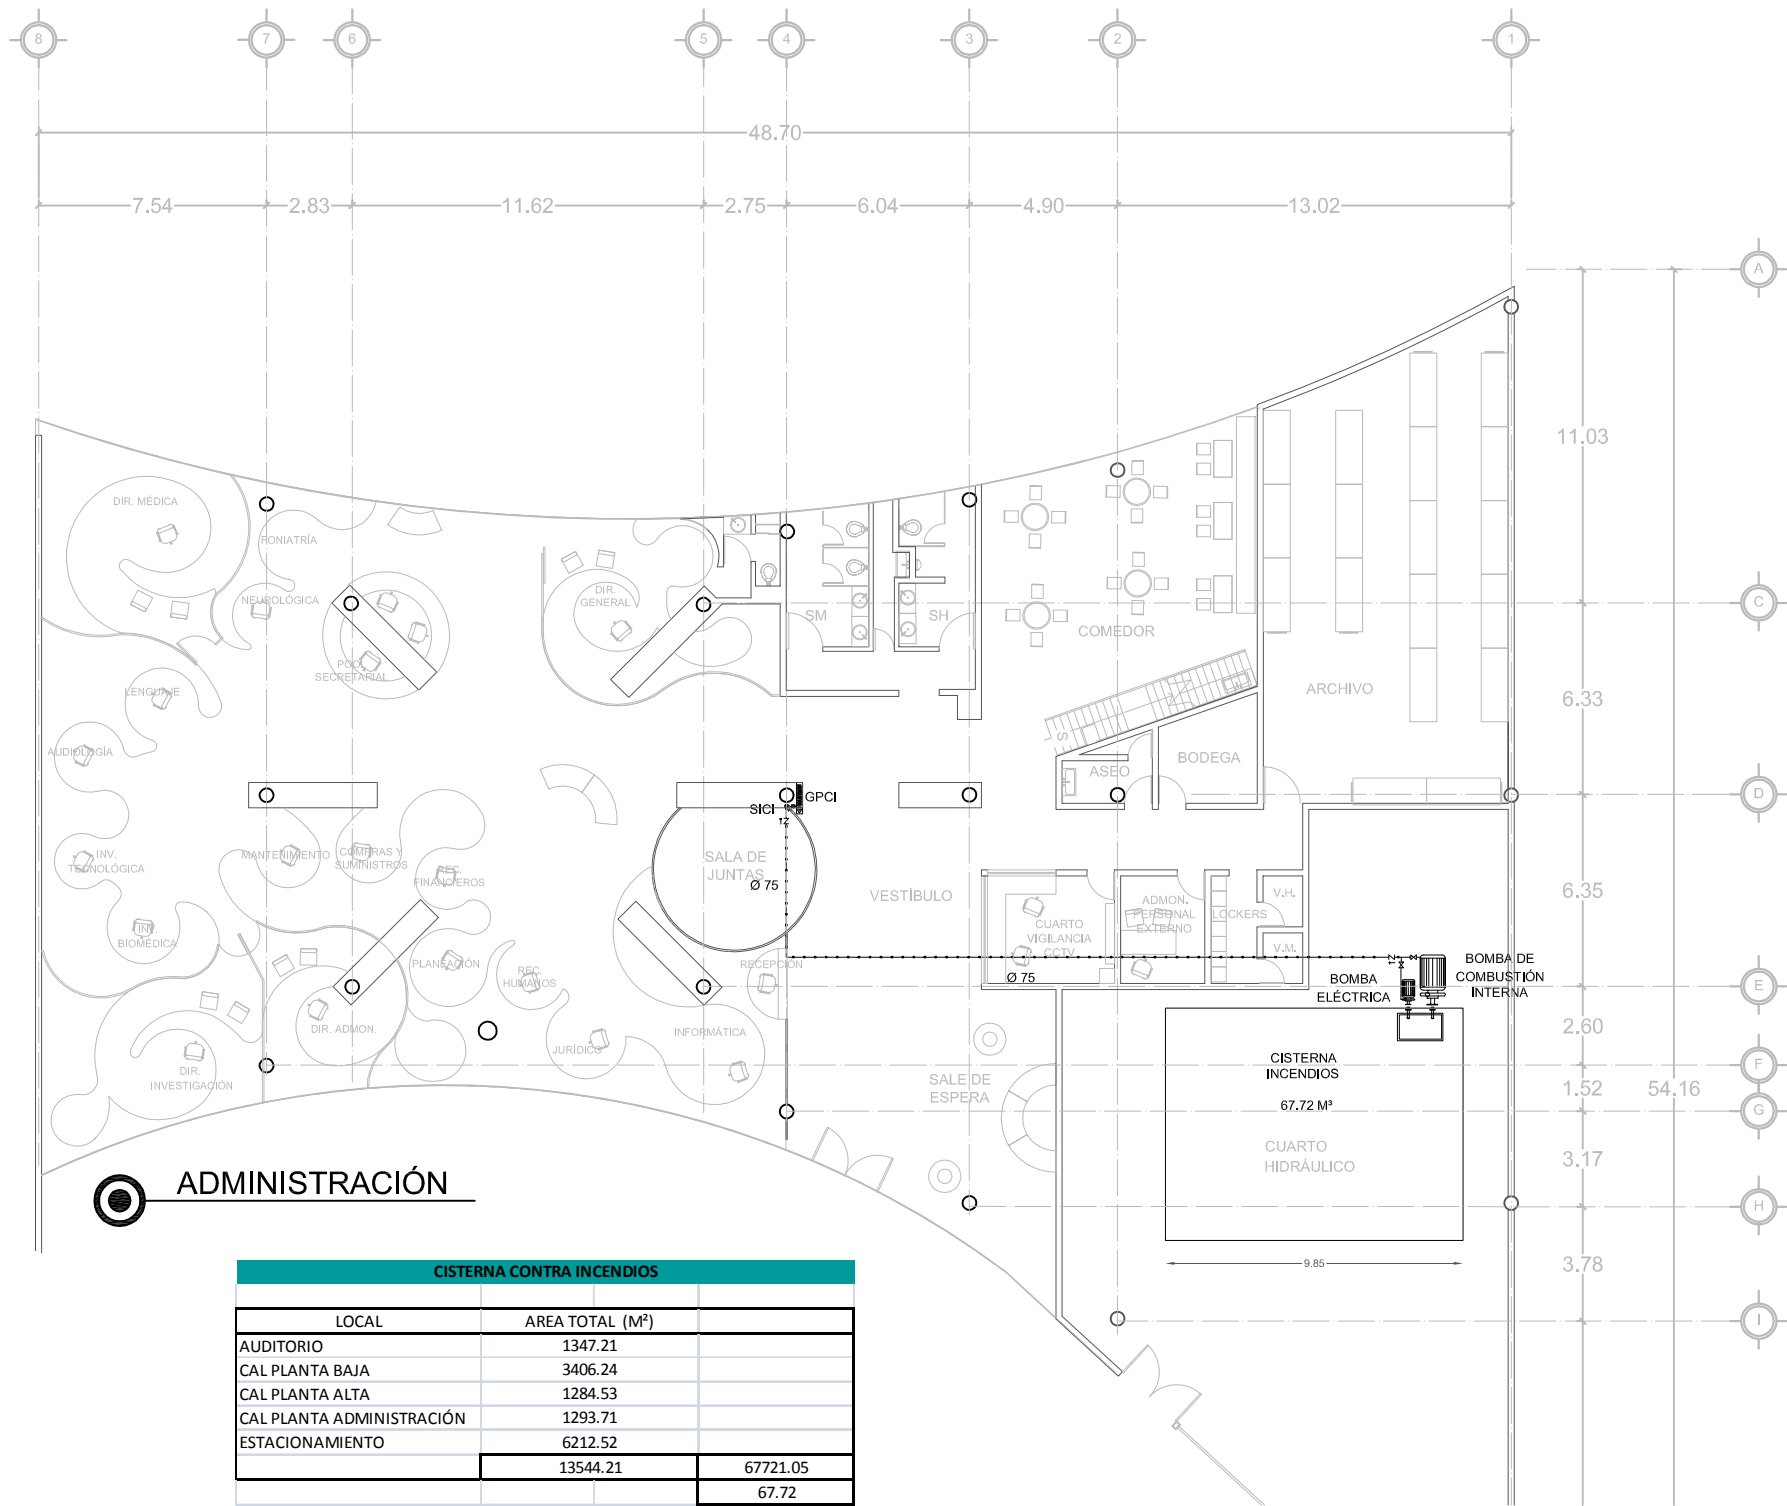 8 7 6 5 4 3 2 1
48.70
7.54 2.83 11.62 2.75 6.04 4.90 13.02
A
11.03
DIR. MÉDICA
FONIATRÍA
NEUROLÓGICA
DIR.
GENERAL
SM
SH
COMEDOR
C
POOL
SECRETARIAL
LENGUAJE
ARCHIVO
6.33
S
AUDIOLOGÍA
ASEO
BODEGA
SICI
GPCI
D
INV.
TECNOLÓGICA
MANTENIMIENTO
COMPRAS Y
SUMINISTROS
REC.
FINANCIEROS
SALA DE
JUNTAS
Ø 75
VESTÍBULO
6.35
ADMON.
PERSONAL
EXTERNO
LOCKERS
V.H.
V.M.
CUARTO
VIGILANCIA
CCTV
INV.
BIOMÉDICA
PLANEACIÓN
REC.
HUMANOS
RECEPCIÓN
Ø 75
BOMBA
ELÉCTRICA
BOMBA DE
COMBUSTIÓN
INTERNA
E
2.60
DIR. ADMON.
JURÍDICO
INFORMÁTICA
DIR.
INVESTIGACIÓN
SALE DE
ESPERA
CISTERNA
INCENDIOS
67.72 M³
F
1.52
54.16
G
CUARTO
HIDRÁULICO
3.17
ADMINISTRACIÓN
H
9.85
3.78
I
CISTERNA CONTRA INCENDIOS
LOCAL AREA TOTAL (M²)
AUDITORIO 1347.21
CAL PLANTA BAJA 3406.24
CAL PLANTA ALTA 1284.53
CAL PLANTA ADMINISTRACIÓN 1293.71
ESTACIONAMIENTO 6212.52
13544.21 67721.05
67.72